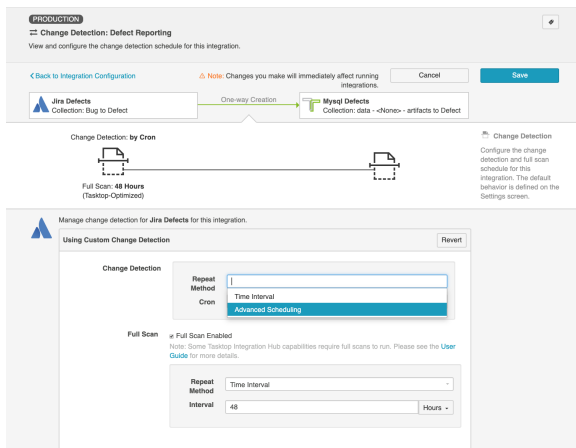 PRODUCTION
Change Detection: Defect Reporting
View and configure the change detection schedule for this integration.
Back to Integration Configuration
Note: Changes you make will immediately affect running
integrations.
Cancel
Save
Jira Defects
Collection: Bug to Defect
One-way Creation
Mysql Defects
Collection: data - <None> - artifacts to Defect
Change Detection: by Cron
Full Scan: 48 Hours
(Tasktop-Optimized)
Change Detection
Configure the change
detection and full scan
schedule for this
integration. The default
behavior is defined on the
Settings screen.
Manage change detection for Jira Defects for this integration.
Using Custom Change Detection
Revert
Change Detection
Repeat
Method
Cron
Time Interval
Advanced Scheduling
Full Scan
Full Scan Enabled
Note: Some Tasktop Integration Hub capabilities require full scans to run. Please see the User
Guide for more details.
Repeat
Method
Time Interval
Interval
48
Hours